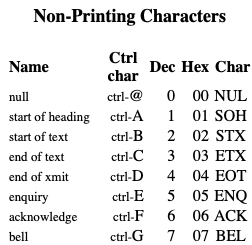 Non-Printing Characters
Name Ctrl char Dec Hex Char
null ctrl-@ 0 00 NUL
start of heading ctrl-A 1 01 SOH
start of text ctrl-B 2 02 STX
end of text ctrl-C 3 03 ETX
end of xmit ctrl-D 4 04 EOT
enquiry ctrl-E 5 05 ENQ
acknowledge ctrl-F 6 06 ACK
bell ctrl-G 7 07 BEL